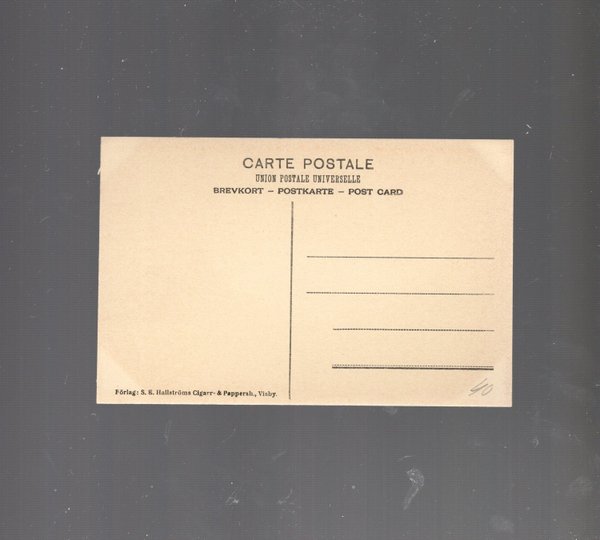 CARTE POSTALE
UNION POSTALE UNIVERSELLE
BREVKORT – POSTKARTE – POST CARD
Förlag: S. E. Hallströms Cigarr- & Pappersh., Visby.
40